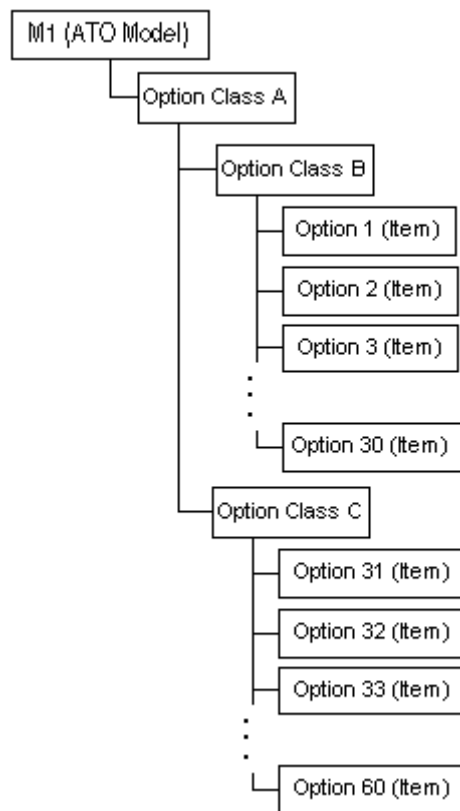 M1 (ATO Model)
Option Class A
Option Class B
Option 1 (Item)
Option 2 (Item)
Option 3 (Item)
Option 30 (Item)
Option Class C
Option 31 (Item)
Option 32 (Item)
Option 33 (Item)
Option 60 (Item)